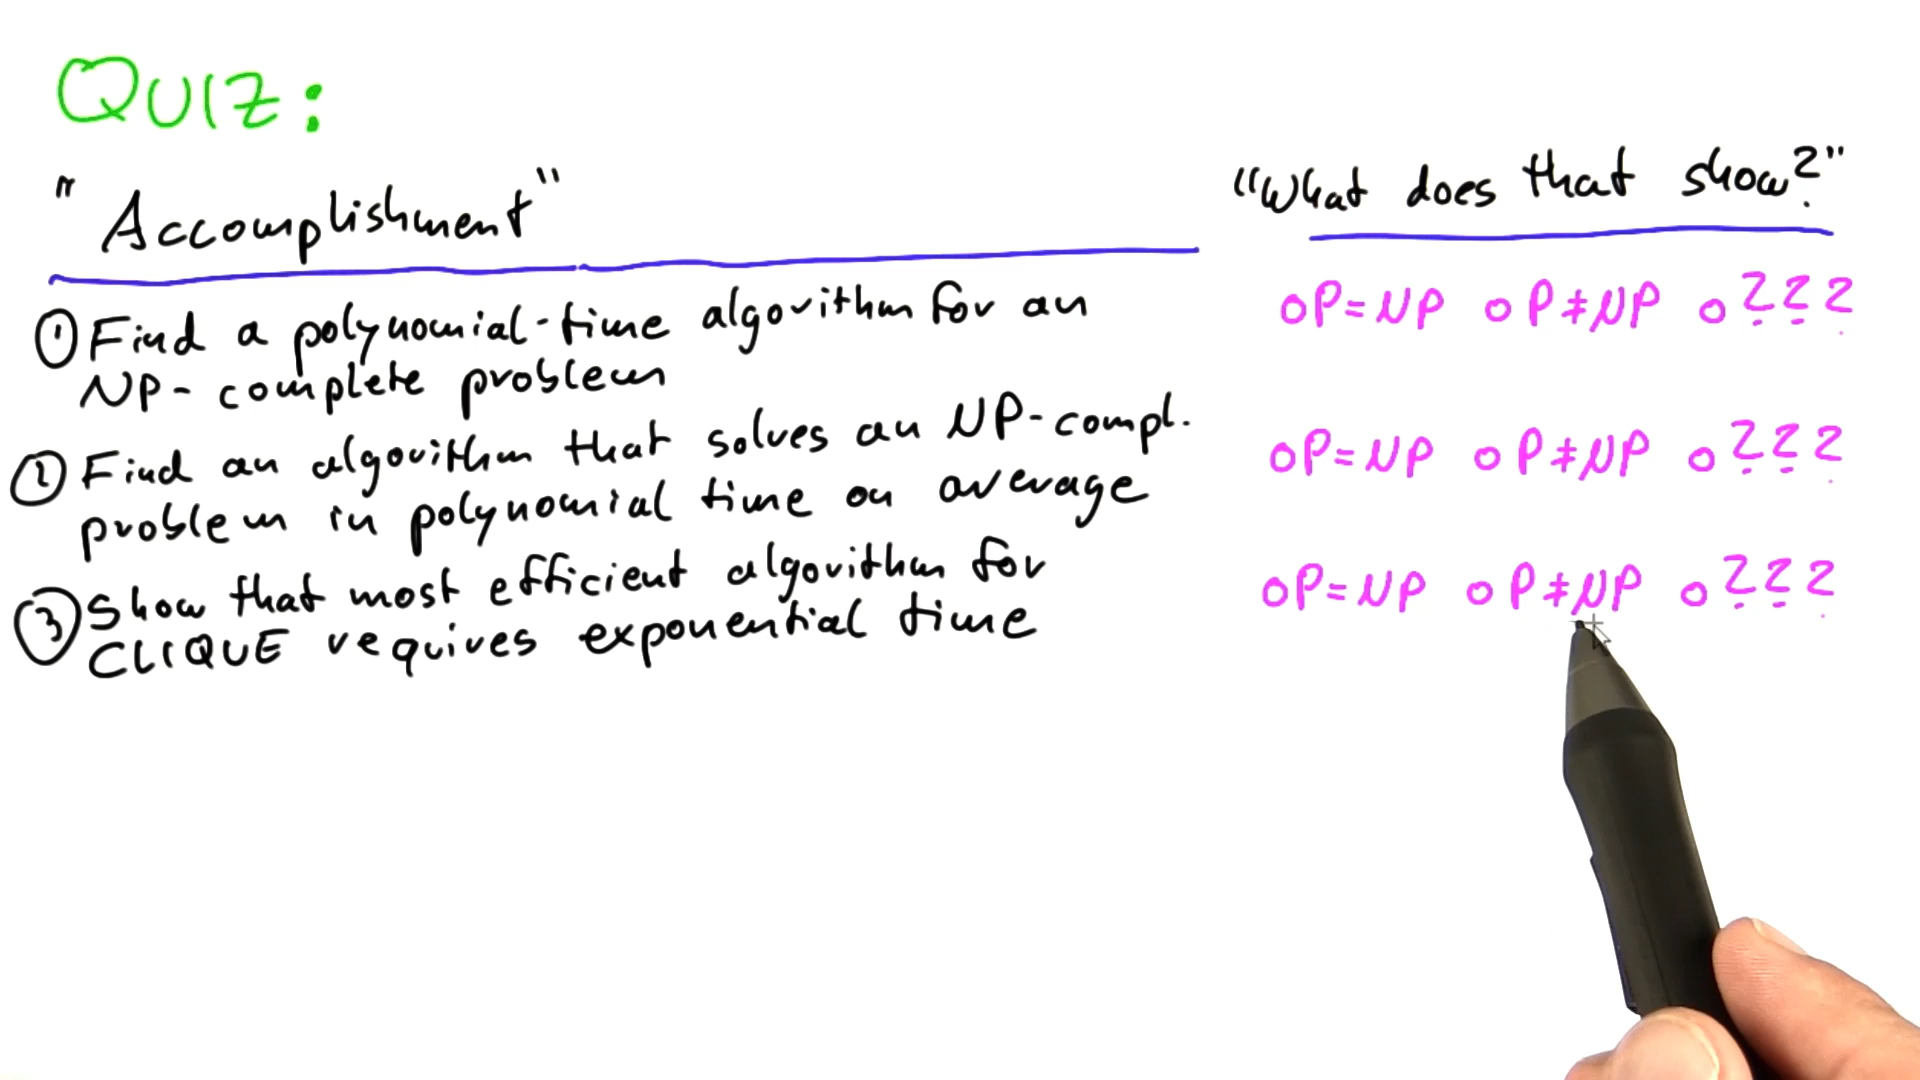 QUIZ:
"Accomplishment"
"What does that show?"
① Find a polynomial-time algorithm for an
NP-complete problem
○ P=NP ○ P≠NP ○ ???
② Find an algorithm that solves an NP-compl.
problem in polynomial time on average
○ P=NP ○ P≠NP ○ ???
③ Show that most efficient algorithm for
CLIQUE requires exponential time
○ P=NP ○ P≠NP ○ ???